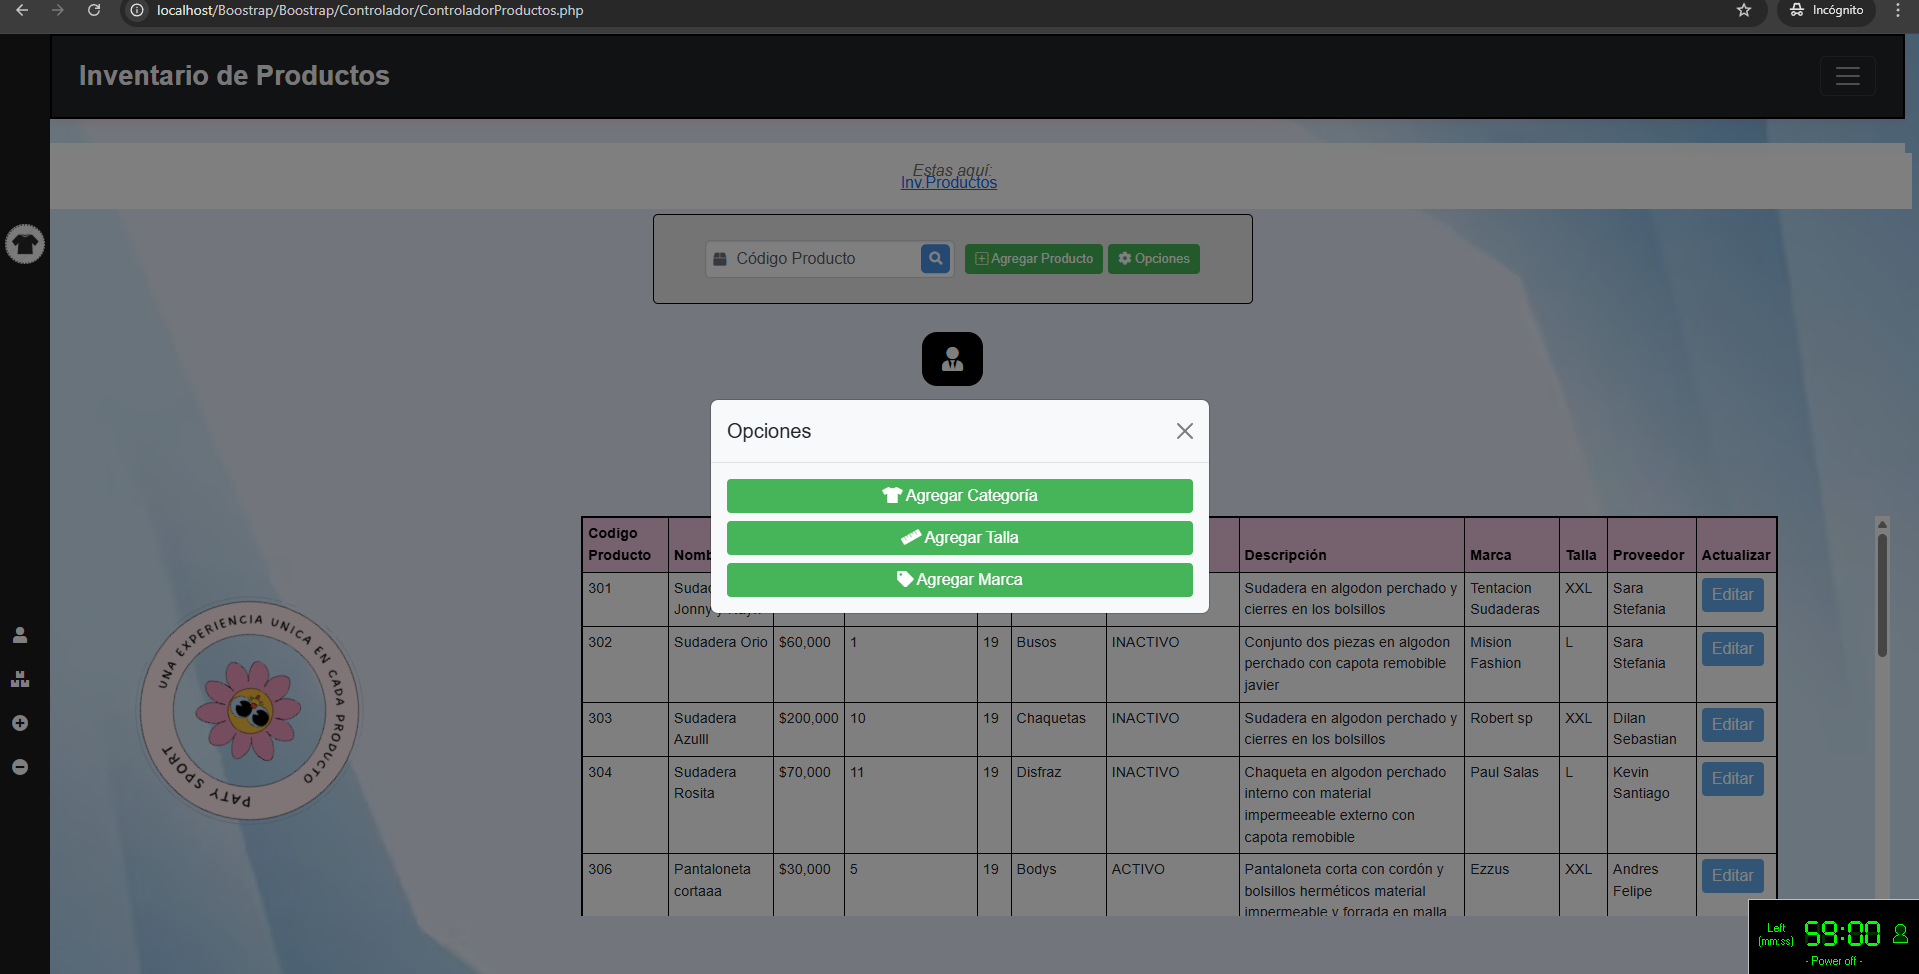 localhost/Boostrap/Boostrap/Controlador/ControladorProductos.php
Incógnito
Inventario de Productos
Estas aquí:
Inv.Productos
Código Producto
Agregar Producto
Opciones
Opciones
Agregar Categoría
Agregar Talla
Agregar Marca
Codigo Producto Descripción Marca Talla Proveedor Actualizar
301 XXL Editar
Sudadera en algodon perchado y
cierres en los bolsillos
Tentacion
Sudaderas
Sara
Stefania
302 Sudadera Orio $60,000 1 19 Busos INACTIVO
Conjunto dos piezas en algodon
perchado con capota remobible
javier
Mision
Fashion
L
Sara
Stefania
Editar
303
Sudadera
Azulll
$200,000 10 19 Chaquetas INACTIVO
Sudadera en algodon perchado y
cierres en los bolsillos
Robert sp XXL
Dilan
Sebastian
Editar
304
Sudadera
Rosita
$70,000 11 19 Disfraz INACTIVO
Chaqueta en algodon perchado
interno con material
impermeeable externo con
capota remobible
Paul Salas L
Kevin
Santiago
Editar
306
Pantaloneta
cortaaa
$30,000 5 19 Bodys ACTIVO
Pantaloneta corta con cordón y
bolsillos herméticos material
impermeable y forrada en malla
Ezzus XXL
Andres
Felipe
Editar
UNA EXPERIENCIA UNICA EN CADA PRODUCTO
PATY SPORT
Left
(mm:ss)
59:00
- Power off -